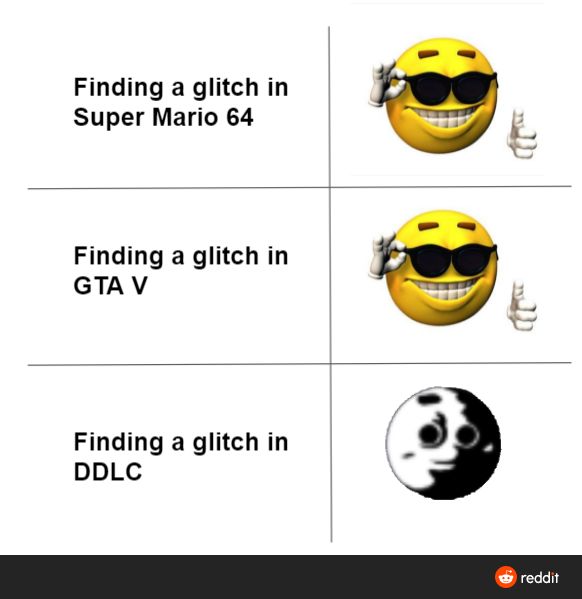 Finding a glitch in
Super Mario 64
Finding a glitch in
GTA V
Finding a glitch in
DDLC
reddit